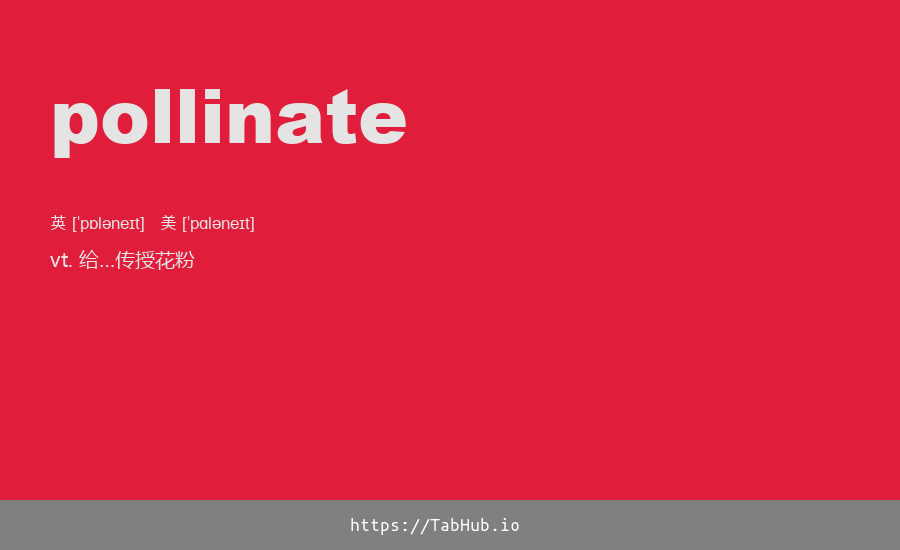 pollinate
英 [ˈpɒləneɪt] 美 [ˈpɑləneɪt]
vt. 给...传授花粉
https://TabHub.io